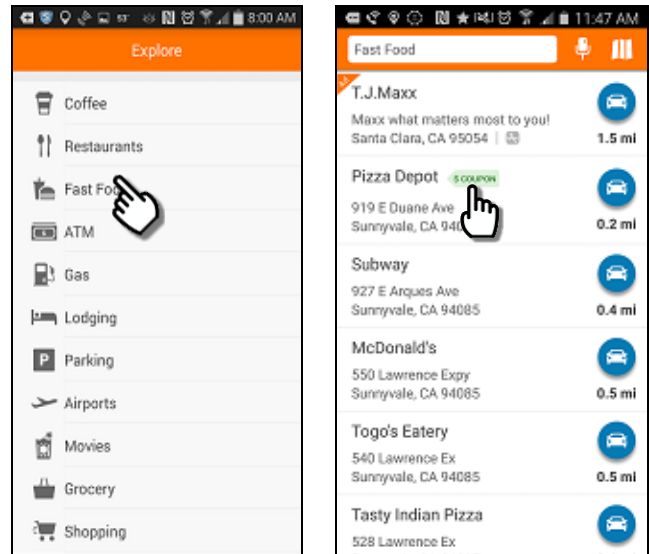 8:00 AM
Explore
Coffee
Restaurants
Fast Foo
ATM
Gas
Lodging
P Parking
Airports
Movies
Grocery
Shopping
11:47 AM
Fast Food
Ad
T.J.Maxx
Maxx what matters most to you!
Santa Clara, CA 95054
1.5 mi
Pizza Depot $ COUPON
919 E Duane Ave
Sunnyvale, CA 940
0.2 mi
Subway
927 E Arques Ave
Sunnyvale, CA 94085
0.4 mi
McDonald's
550 Lawrence Expy
Sunnyvale, CA 94085
0.5 mi
Togo's Eatery
540 Lawrence Ex
Sunnyvale, CA 94085
0.5 mi
Tasty Indian Pizza
528 Lawrence Ex